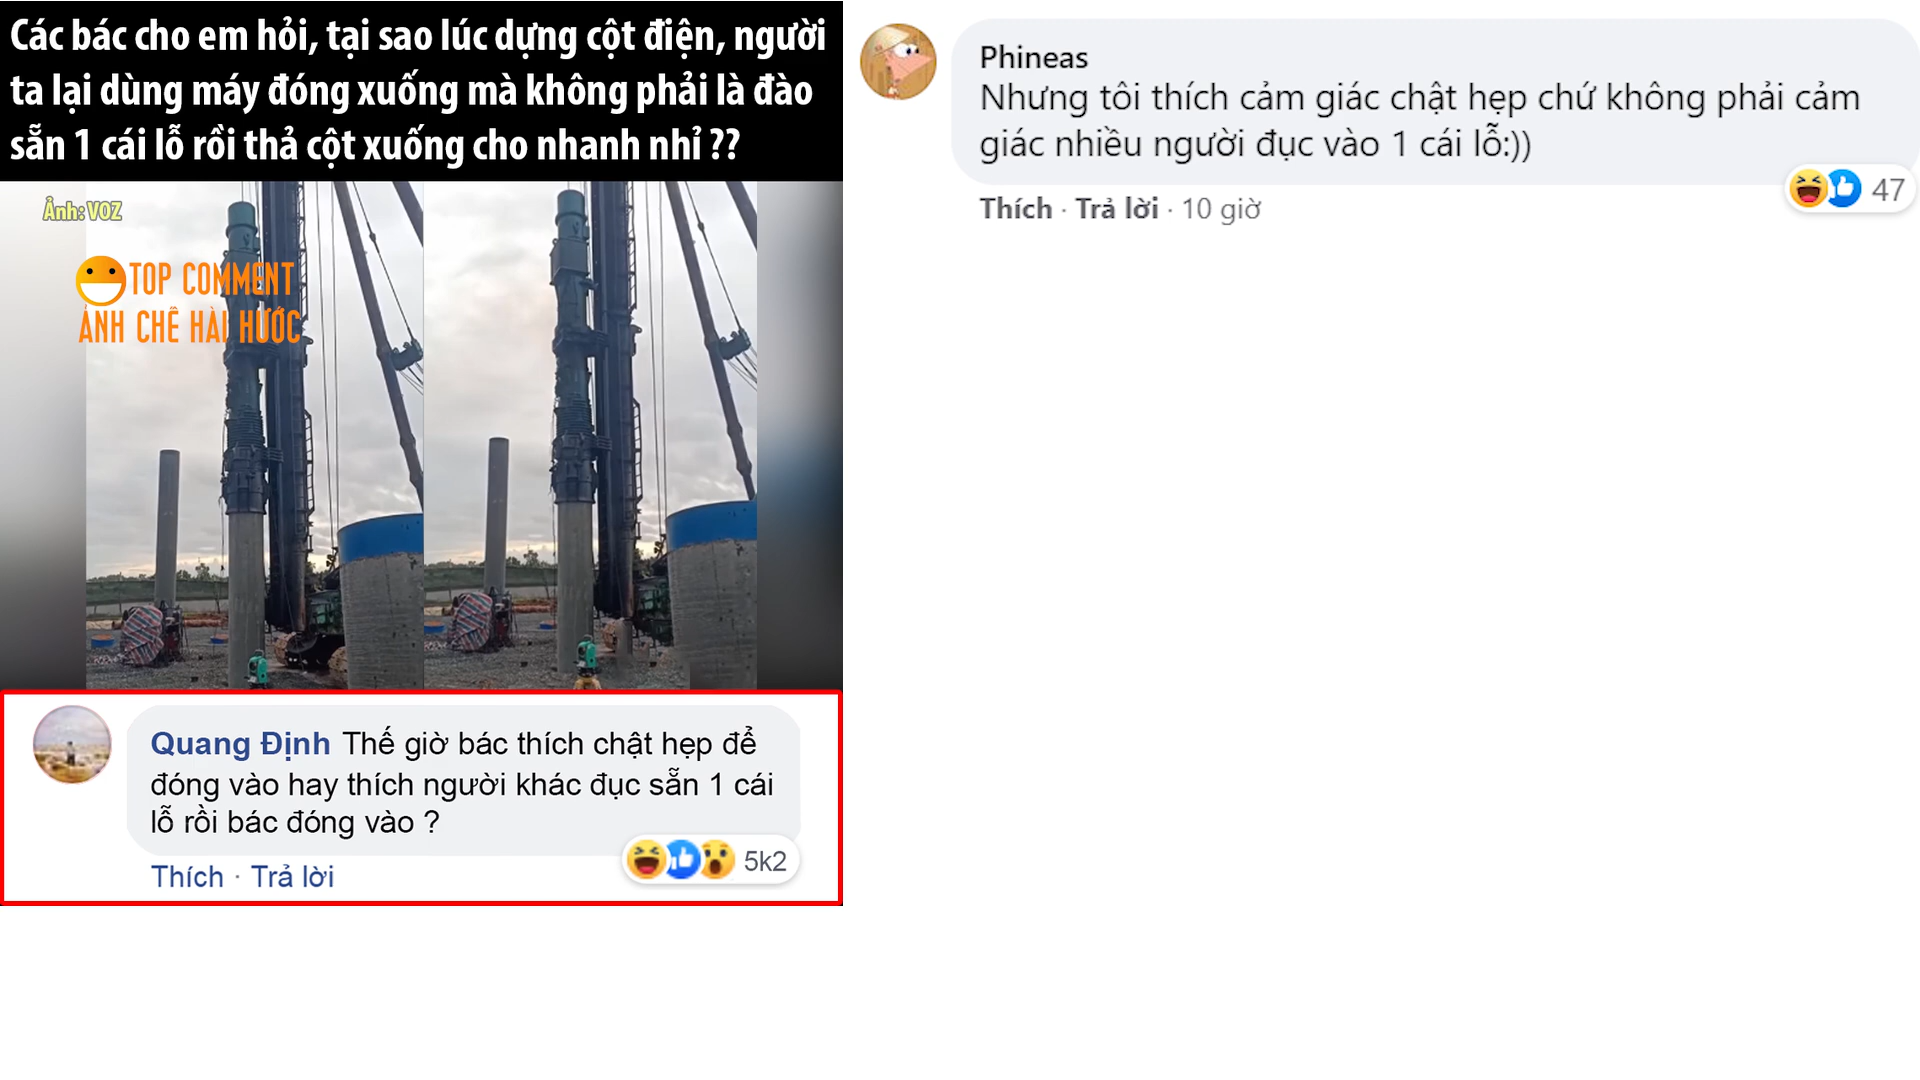 Các bác cho em hỏi, tại sao lúc dựng cột điện, người
ta lại dùng máy đóng xuống mà không phải là đào
sẵn 1 cái lỗ rồi thả cột xuống cho nhanh nhỉ ??
Ảnh: VOZ
TOP COMMENT
ẢNH CHẾ HÀI HƯỚC
Quang Định Thế giờ bác thích chật hẹp để
đóng vào hay thích người khác đục sẵn 1 cái
lỗ rồi bác đóng vào ?
5k2
Thích · Trả lời
Phineas
Nhưng tôi thích cảm giác chật hẹp chứ không phải cảm
giác nhiều người đục vào 1 cái lỗ:))
47
Thích · Trả lời · 10 giờ